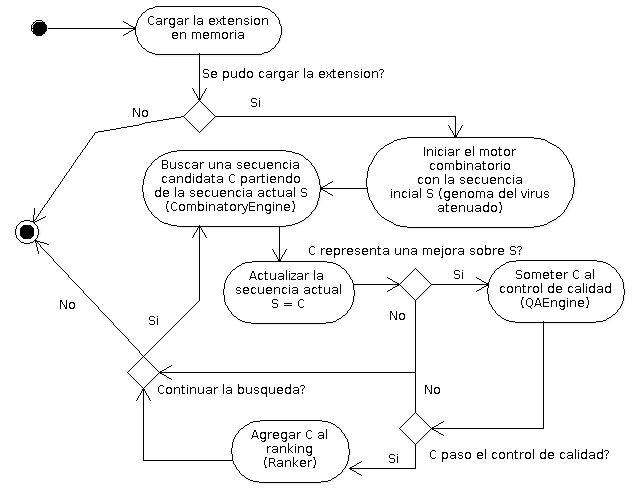 Cargar la extension
en memoria
Se pudo cargar la extension?
No
Si
Iniciar el motor
combinatorio
con la secuencia
incial S (genoma del virus
atenuado)
Buscar una secuencia
candidata C partiendo
de la secuencia actual S
(CombinatoryEngine)
C representa una mejora sobre S?
Actualizar la
secuencia actual
S = C
Si
Someter C al
control de calidad
(QAEngine)
No
No
Si
Continuar la busqueda?
No
Agregar C al
ranking
(Ranker)
Si
C paso el control de calidad?